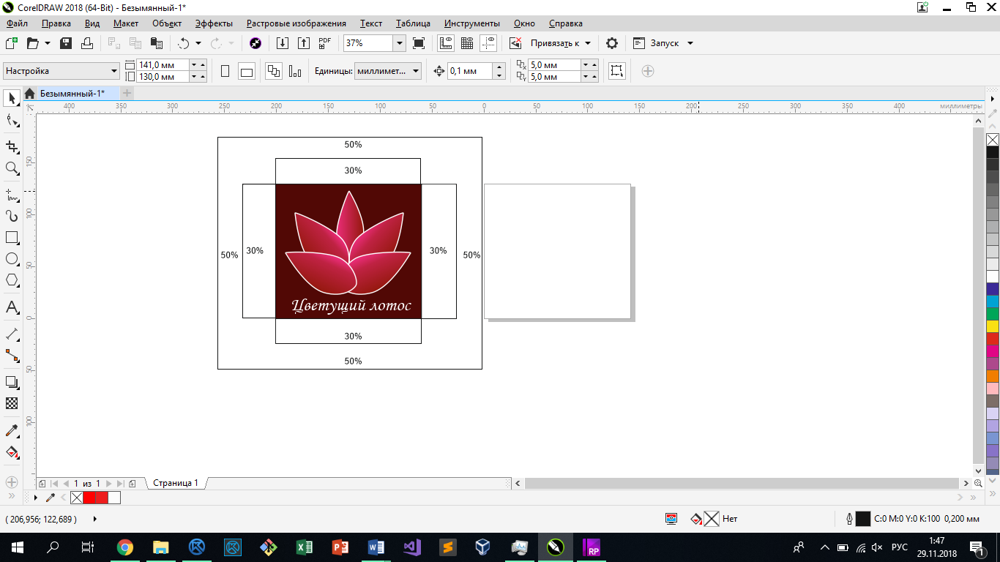 CorelDRAW 2018 (64-Bit) - Безымянный-1*
Файл Правка Вид Макет Объект Эффекты Растровые изображения Текст Таблица Инструменты Окно Справка
PDF 37% Привязать к Запуск
Настройка 141,0 мм 130,0 мм Единицы: миллимет... 0,1 мм 5,0 мм 5,0 мм
Безымянный-1*
400 350 300 250 200 150 100 50 0 50 100 150 200 250 300 350 400 миллиметры
50%
30%
50% 30% 30% 50%
Цветущий лотос
30%
50%
150
100
50
0
50
100
1 из 1 Страница 1
( 206,956; 122,689 ) Нет C:0 M:0 Y:0 K:100 0,200 мм
РУС 1:47
29.11.2018 1
RP